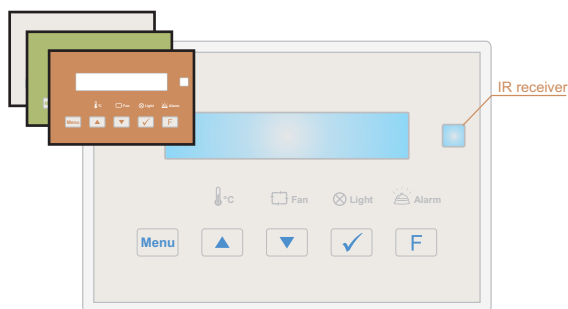 IR receiver
°C Fan Light Alarm
Menu ▲ ▼ ✓ F
°C Fan Light Alarm
Menu F